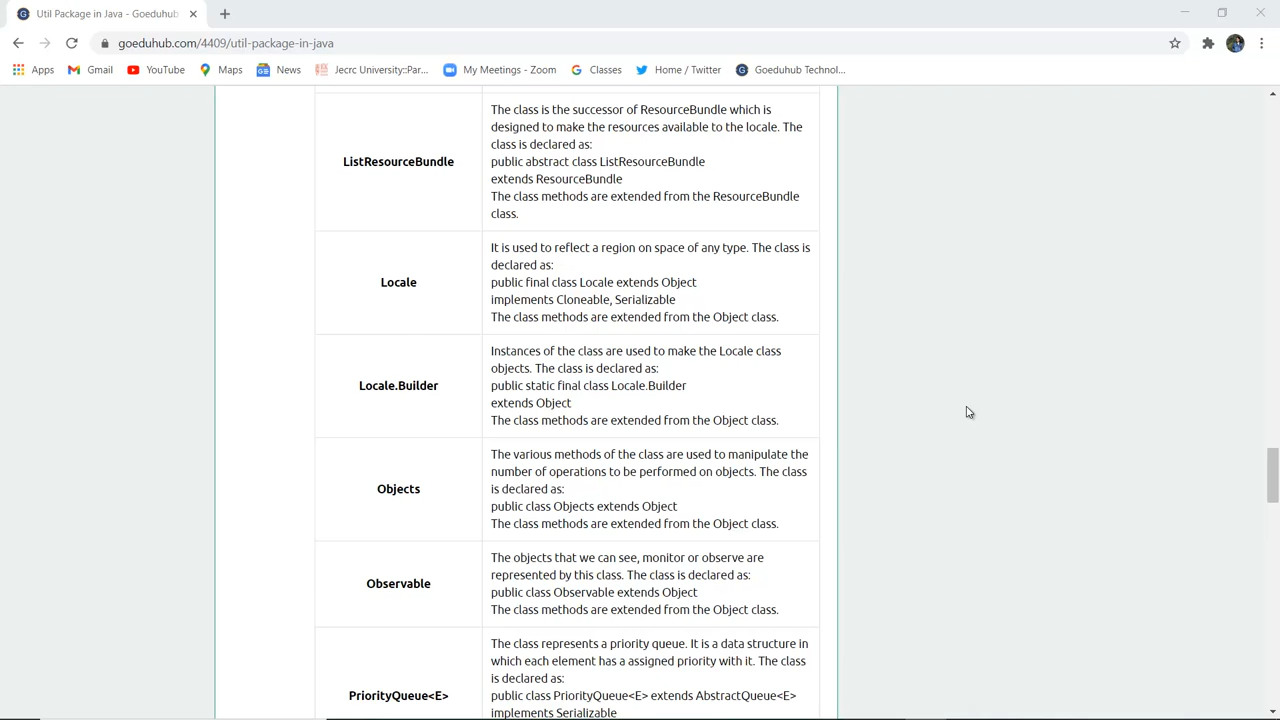 Util Package in Java - Goeduhub
goeduhub.com/4409/util-package-in-java
Apps
Gmail
YouTube
Maps
News
Jecrc University::Par...
My Meetings - Zoom
Classes
Home / Twitter
Goeduhub Technol...
ListResourceBundle
The class is the successor of ResourceBundle which is
designed to make the resources available to the locale. The
class is declared as:
public abstract class ListResourceBundle
extends ResourceBundle
The class methods are extended from the ResourceBundle
class.
Locale
It is used to reflect a region on space of any type. The class is
declared as:
public final class Locale extends Object
implements Cloneable, Serializable
The class methods are extended from the Object class.
Locale.Builder
Instances of the class are used to make the Locale class
objects. The class is declared as:
public static final class Locale.Builder
extends Object
The class methods are extended from the Object class.
Objects
The various methods of the class are used to manipulate the
number of operations to be performed on objects. The class
is declared as:
public class Objects extends Object
The class methods are extended from the Object class.
Observable
The objects that we can see, monitor or observe are
represented by this class. The class is declared as:
public class Observable extends Object
The class methods are extended from the Object class.
PriorityQueue<E>
The class represents a priority queue. It is a data structure in
which each element has a assigned priority with it. The class
is declared as:
public class PriorityQueue<E> extends AbstractQueue<E>
implements Serializable